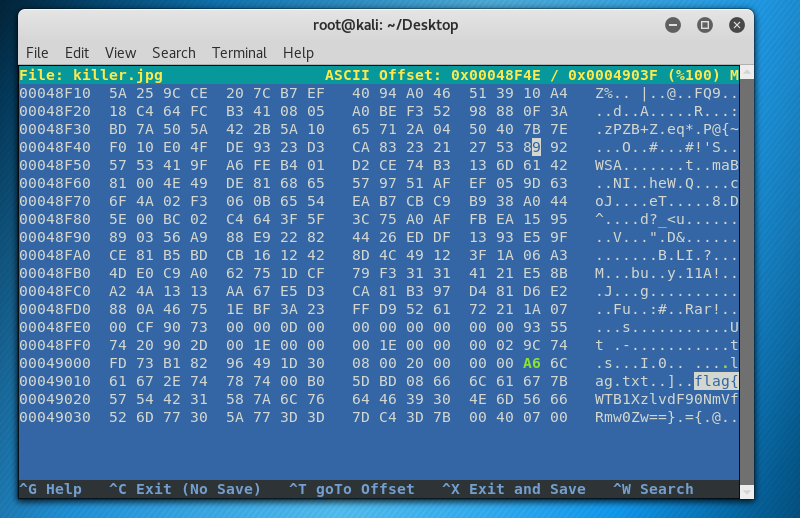 root@kali: ~/Desktop
File Edit View Search Terminal Help
File: killer.jpg ASCII Offset: 0x00048F4E / 0x0004903F (%100) M
00048F10 5A 25 9C CE 20 7C B7 EF 40 94 A0 46 51 39 10 A4 Z%.. |..@..FQ9..
00048F20 18 C4 64 FC B3 41 08 05 A0 BE F3 52 98 88 0F 3A ..d..A.....R...:
00048F30 BD 7A 50 5A 42 2B 5A 10 65 71 2A 04 50 40 7B 7E .zPZB+Z.eq*.P@{~
00048F40 F0 10 E0 4F DE 93 23 D3 CA 83 23 21 27 53 89 92 ...O..#...#!'S..
00048F50 57 53 41 9F A6 FE B4 01 D2 CE 74 B3 13 6D 61 42 WSA.......t..maB
00048F60 81 00 4E 49 DE 81 68 65 57 97 51 AF EF 05 9D 63 ..NI..heW.Q....c
00048F70 6F 4A 02 F3 06 0B 65 54 EA B7 CB C9 B9 38 A0 44 oJ....eT.....8.D
00048F80 5E 00 BC 02 C4 64 3F 5F 3C 75 A0 AF FB EA 15 95 ^....d?_<u......
00048F90 89 03 56 A9 88 E9 22 82 44 26 ED DF 13 93 E5 9F ..V...".D&......
00048FA0 CE 81 B5 BD CB 16 12 42 8D 4C 49 12 3F 1A 06 A3 .......B.LI.?...
00048FB0 4D E0 C9 A0 62 75 1D CF 79 F3 31 31 41 21 E5 8B M...bu..y.11A!..
00048FC0 A2 4A 13 13 AA 67 E5 D3 CA 81 B3 97 D4 81 D6 E2 .J...g..........
00048FD0 88 0A 46 75 1E BF 3A 23 FF D9 52 61 72 21 1A 07 ..Fu..:#..Rar!..
00048FE0 00 CF 90 73 00 00 0D 00 00 00 00 00 00 00 93 55 ...s...........U
00048FF0 74 20 90 2D 00 1E 00 00 00 1E 00 00 00 02 9C 74 t .-...........t
00049000 FD 73 B1 82 96 49 1D 30 08 00 20 00 00 00 A6 6C .s...I.0.. ....l
00049010 61 67 2E 74 78 74 00 B0 5D BD 08 66 6C 61 67 7B ag.txt..]..flag{
00049020 57 54 42 31 58 7A 6C 76 64 46 39 30 4E 6D 56 66 WTB1XzlvdF90NmVf
00049030 52 6D 77 30 5A 77 3D 3D 7D C4 3D 7B 00 40 07 00 Rmw0Zw==}.={.@..
^G Help ^C Exit (No Save) ^T goTo Offset ^X Exit and Save ^W Search